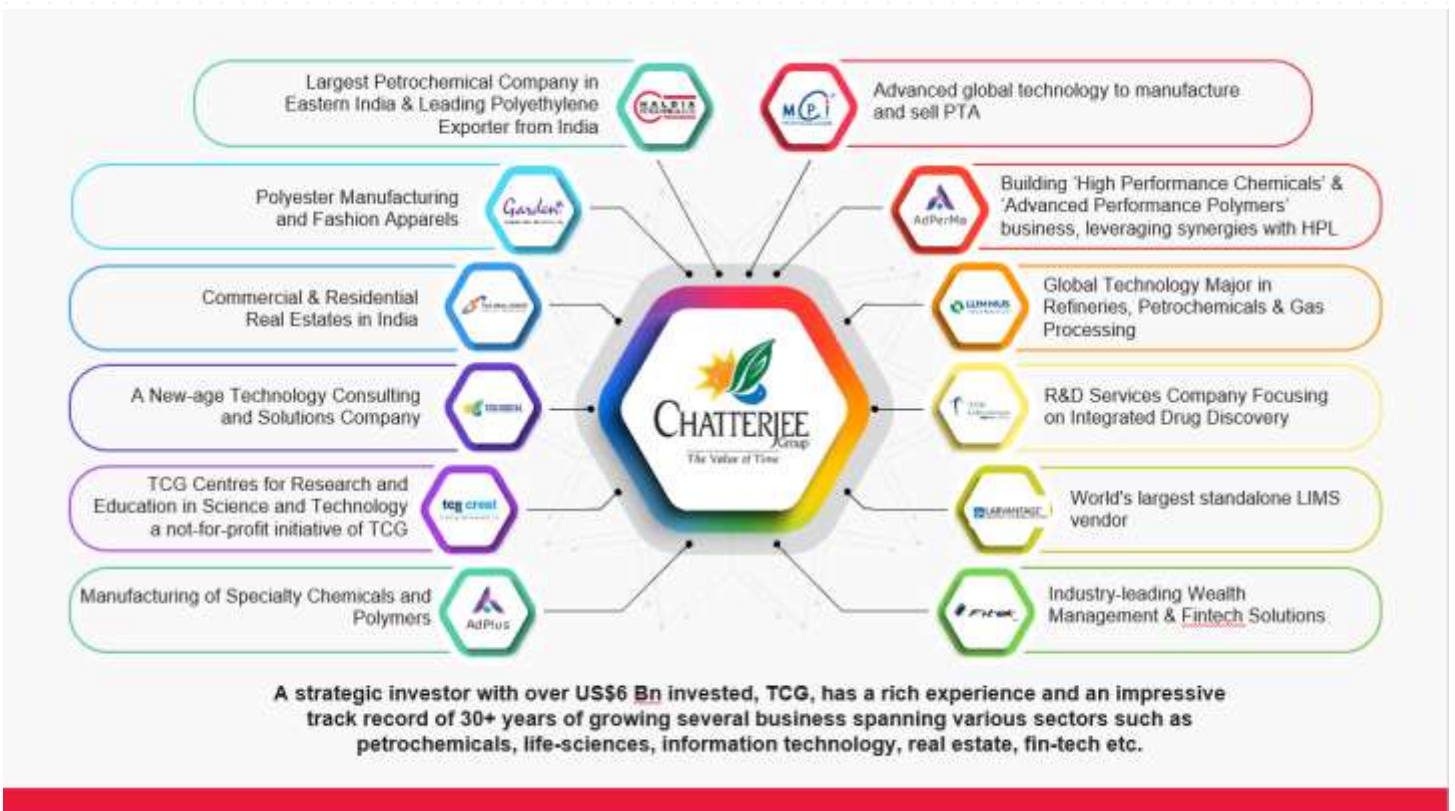 Largest Petrochemical Company in
Eastern India & Leading Polyethylene
Exporter from India
HALDIA
MCPI
Advanced global technology to manufacture
and sell PTA
Polyester Manufacturing
and Fashion Apparels
Garden
AdPerMa
Building 'High Performance Chemicals' &
'Advanced Performance Polymers'
business, leveraging synergies with HPL
Commercial & Residential
Real Estates in India
LUMMUS
Global Technology Major in
Refineries, Petrochemicals & Gas
Processing
A New-age Technology Consulting
and Solutions Company
CHATTERJEE
Group
The Value of Time
R&D Services Company Focusing
on Integrated Drug Discovery
TCG Centres for Research and
Education in Science and Technology
a not-for-profit initiative of TCG
tcg crest
LABVANTAGE
World's largest standalone LIMS
vendor
Manufacturing of Specialty Chemicals and
Polymers
AdPlus
Industry-leading Wealth
Management & Fintech Solutions
A strategic investor with over US$6 Bn invested, TCG, has a rich experience and an impressive
track record of 30+ years of growing several business spanning various sectors such as
petrochemicals, life-sciences, information technology, real estate, fin-tech etc.